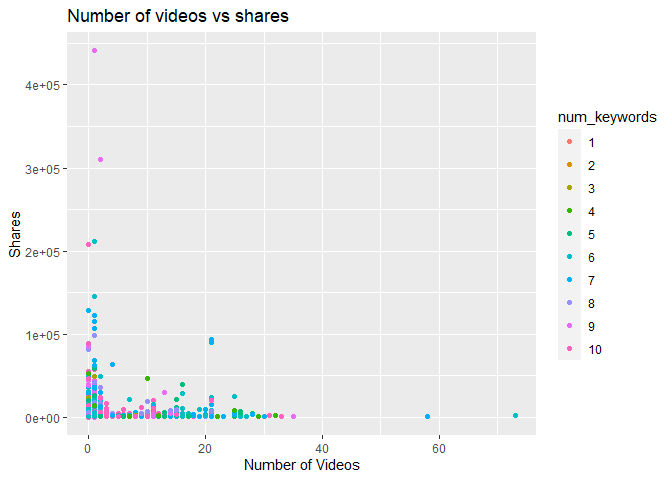 Number of videos vs shares
4e+05
3e+05
2e+05
1e+05
0e+00
Shares
0
20
40
60
Number of Videos
num_keywords
1
2
3
4
5
6
7
8
9
10